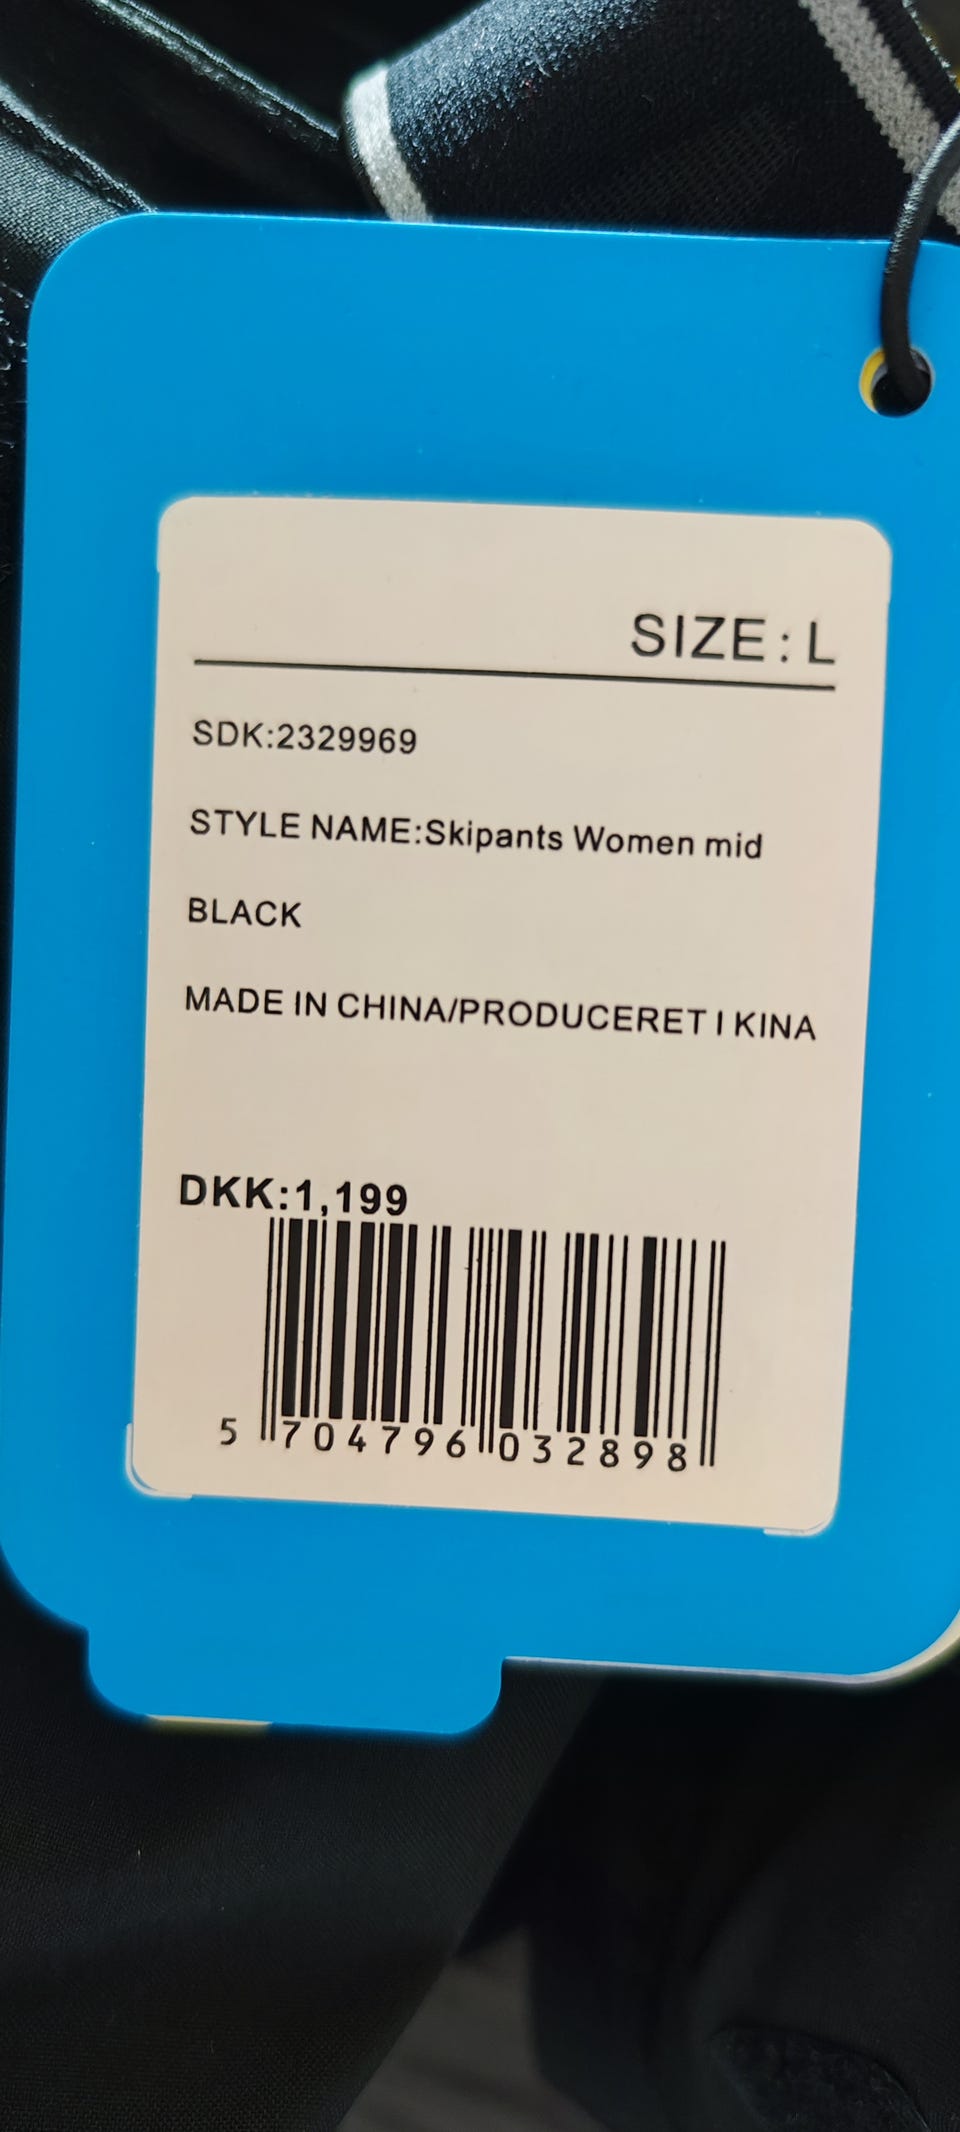 SIZE: L
SDK:2329969
STYLE NAME:Skipants Women mid
BLACK
MADE IN CHINA/PRODUCERET I KINA
DKK:1,199
5 704796 032898